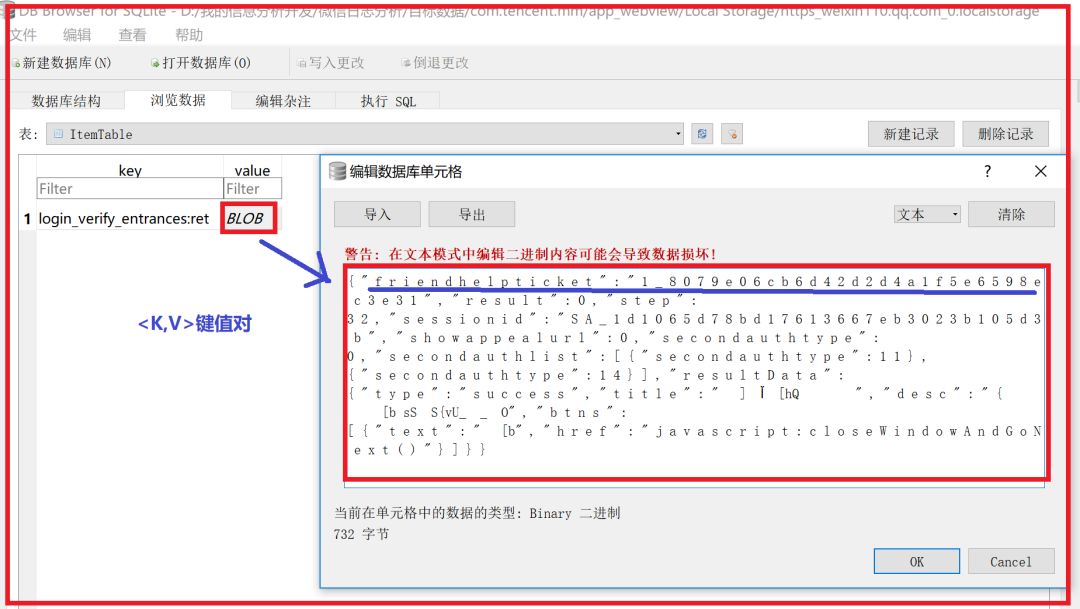 DB Browser for SQLite - D:/我的信息分析开发/微信日志分析/目标数据/com.tencent.mm/app_webview/Local Storage/https_weixin110.qq.com_0.localstorage
文件 编辑 查看 帮助
新建数据库(N) 打开数据库(O) 写入更改 倒退更改
数据库结构 浏览数据 编辑杂注 执行 SQL
表: ItemTable 新建记录 删除记录
key value
Filter Filter
1 login_verify_entrances:ret BLOB
<K,V>键值对
编辑数据库单元格 ?
导入 导出 文本 清除
警告: 在文本模式中编辑二进制内容可能会导致数据损坏!
{"friendhelpticket":"1_8079e06cb6d42d2d4a1f5e6598e
c3e31","result":0,"step":
32,"sessionid":"SA_1d1065d78bd17613667eb3023b105d3
b","showappealurl":0,"secondauthtype":
0,"secondauthlist":[{"secondauthtype":11},
{"secondauthtype":14}],"resultData":
{"type":"success","title":" ] Ï [hQ ","desc":"{
[b sS S{vU_ _ 0","btns":
[{"text":" [b","href":"javascript:closeWindowAndGoN
ext()"}]}}
当前在单元格中的数据的类型: Binary 二进制
732 字节
OK Cancel